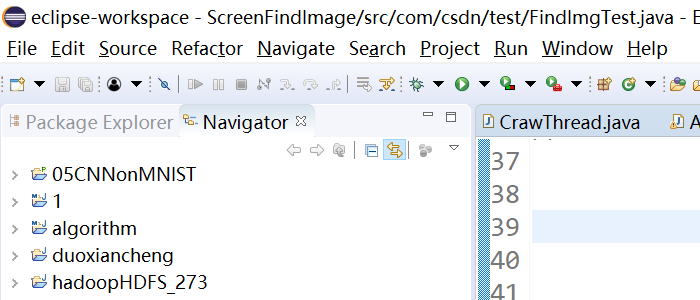 eclipse-workspace - ScreenFindImage/src/com/csdn/test/FindImgTest.java - E
File Edit Source Refactor Navigate Search Project Run Window Help
Package Explorer Navigator
CrawThread.java A
05CNNonMNIST
1
algorithm
duoxiancheng
hadoopHDFS_273
37
38
39
40
41